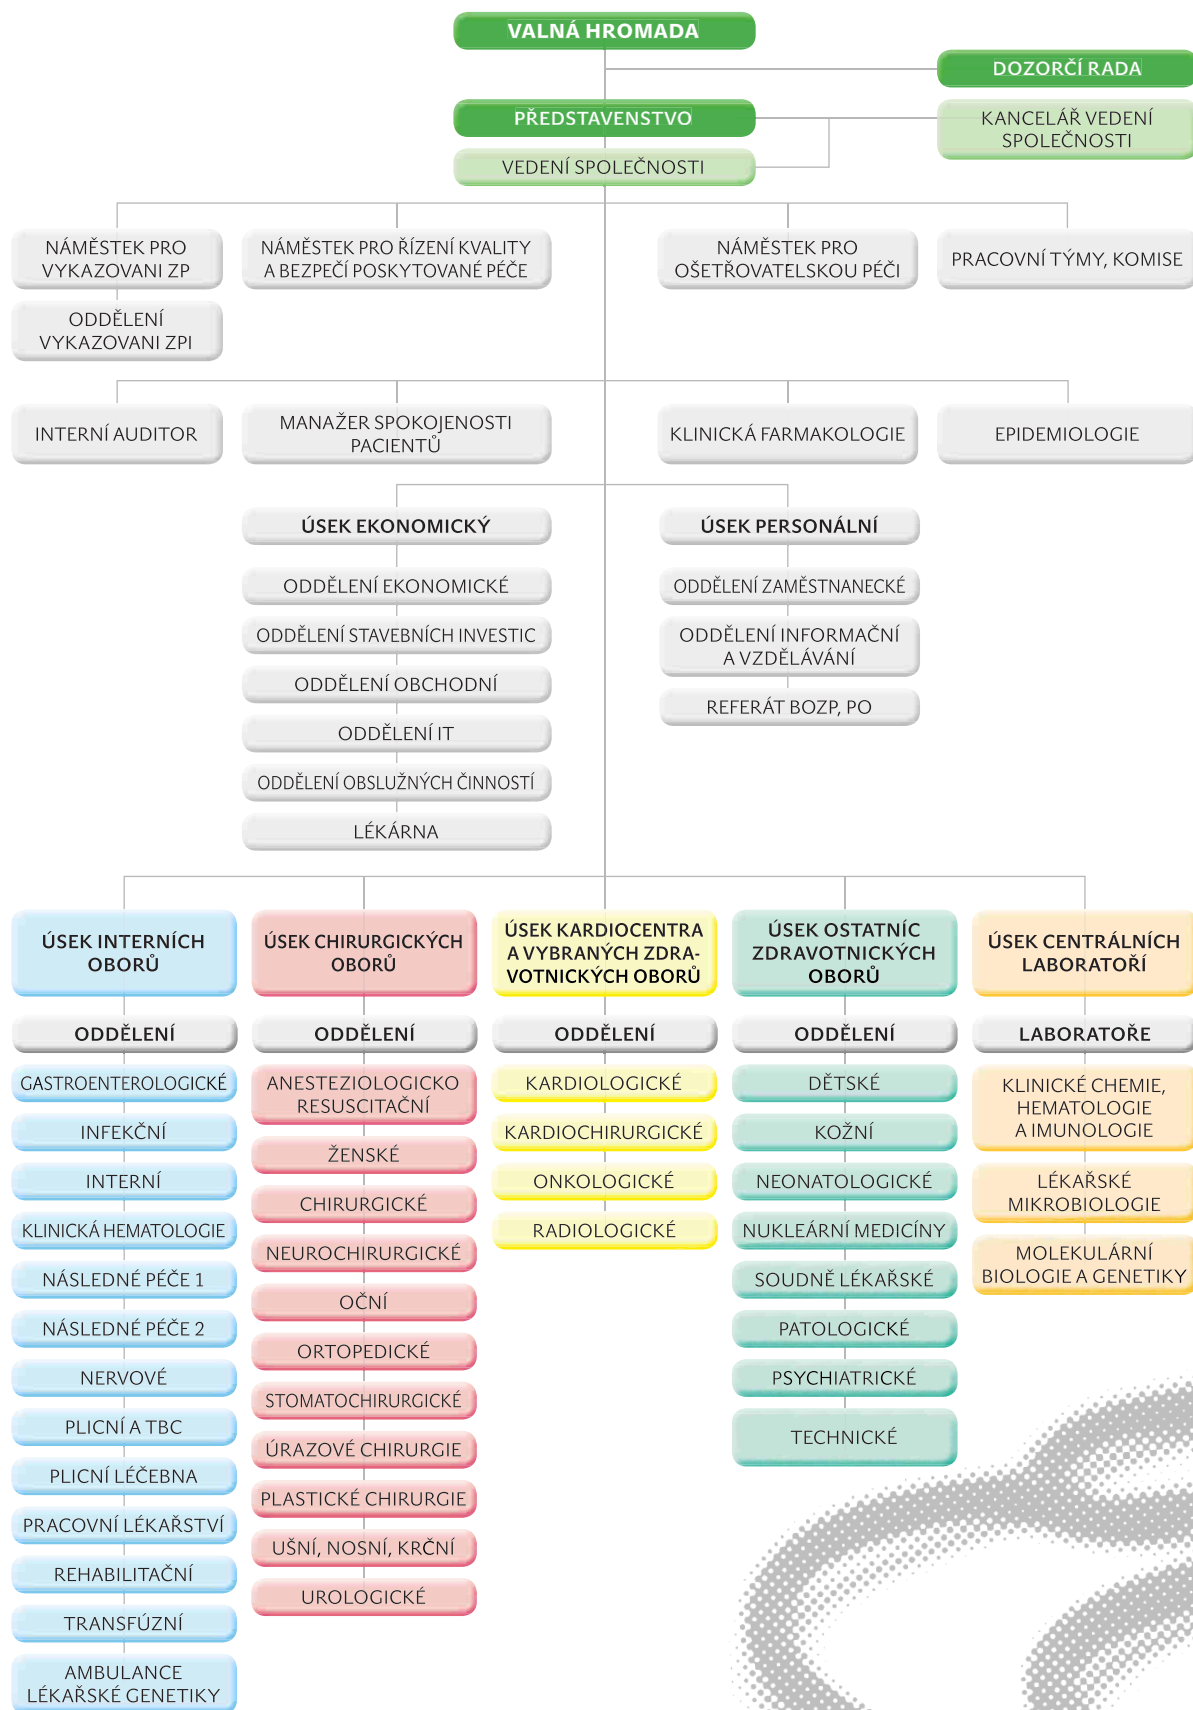 VALNÁ HROMADA
DOZORČÍ RADA
PŘEDSTAVENSTVO
KANCELÁŘ VEDENÍ
SPOLEČNOSTI
VEDENÍ SPOLEČNOSTI
NÁMĚSTEK PRO
VYKAZOVANI ZP
NÁMĚSTEK PRO ŘÍZENÍ KVALITY
A BEZPEČÍ POSKYTOVANÉ PÉČE
NÁMĚSTEK PRO
OŠETŘOVATELSKOU PÉČI
PRACOVNÍ TÝMY, KOMISE
ODDĚLENÍ
VYKAZOVANI ZPI
INTERNÍ AUDITOR
MANAŽER SPOKOJENOSTI
PACIENTŮ
KLINICKÁ FARMAKOLOGIE
EPIDEMIOLOGIE
ÚSEK EKONOMICKÝ
ODDĚLENÍ EKONOMICKÉ
ODDĚLENÍ STAVEBNÍCH INVESTIC
ODDĚLENÍ OBCHODNÍ
ODDĚLENÍ IT
ODDĚLENÍ OBSLUŽNÝCH ČINNOSTÍ
LÉKÁRNA
ÚSEK PERSONÁLNÍ
ODDĚLENÍ ZAMĚSTNANECKÉ
ODDĚLENÍ INFORMAČNÍ
A VZDĚLÁVÁNÍ
REFERÁT BOZP, PO
ÚSEK INTERNÍCH
OBORŮ
ODDĚLENÍ
GASTROENTEROLOGICKÉ
INFEKČNÍ
INTERNÍ
KLINICKÁ HEMATOLOGIE
NÁSLEDNÉ PÉČE 1
NÁSLEDNÉ PÉČE 2
NERVOVÉ
PLICNÍ A TBC
PLICNÍ LÉČEBNA
PRACOVNÍ LÉKAŘSTVÍ
REHABILITAČNÍ
TRANSFÚZNÍ
AMBULANCE
LÉKAŘSKÉ GENETIKY
ÚSEK CHIRURGICKÝCH
OBORŮ
ODDĚLENÍ
ANESTEZIOLOGICKO
RESUSCITAČNÍ
ŽENSKÉ
CHIRURGICKÉ
NEUROCHIRURGICKÉ
OČNÍ
ORTOPEDICKÉ
STOMATOCHIRURGICKÉ
ÚRAZOVÉ CHIRURGIE
PLASTICKÉ CHIRURGIE
UŠNÍ, NOSNÍ, KRČNÍ
UROLOGICKÉ
ÚSEK KARDIOCENTRA
A VYBRANÝCH ZDRA-
VOTNICKÝCH OBORŮ
ODDĚLENÍ
KARDIOLOGICKÉ
KARDIOCHIRURGICKÉ
ONKOLOGICKÉ
RADIOLOGICKÉ
ÚSEK OSTATNÍC
ZDRAVOTNICKÝCH
OBORŮ
ODDĚLENÍ
DĚTSKÉ
KOŽNÍ
NEONATOLOGICKÉ
NUKLEÁRNÍ MEDICÍNY
SOUDNĚ LÉKAŘSKÉ
PATOLOGICKÉ
PSYCHIATRICKÉ
TECHNICKÉ
ÚSEK CENTRÁLNÍCH
LABORATOŘÍ
LABORATOŘE
KLINICKÉ CHEMIE,
HEMATOLOGIE
A IMUNOLOGIE
LÉKAŘSKÉ
MIKROBIOLOGIE
MOLEKULÁRNÍ
BIOLOGIE A GENETIKY